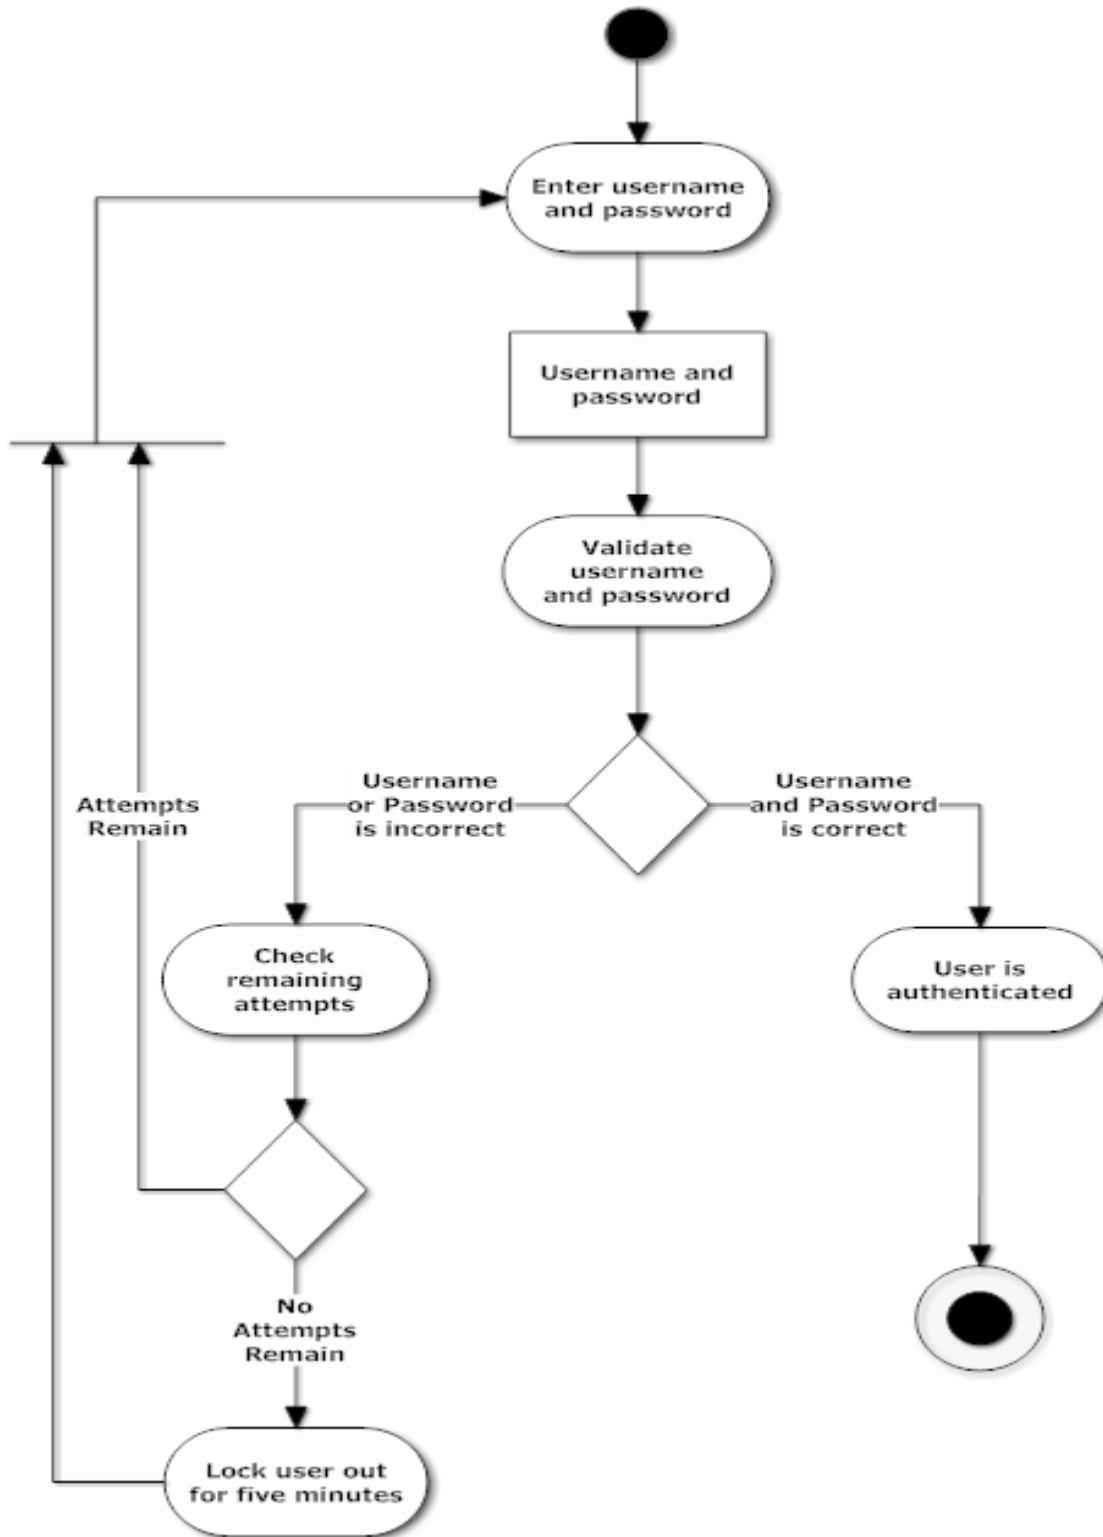 Enter username
and password
Username and
password
Validate
username
and password
Username
or Password
is incorrect
Username
and Password
is correct
Attempts
Remain
Check
remaining
attempts
User is
authenticated
No
Attempts
Remain
Lock user out
for five minutes